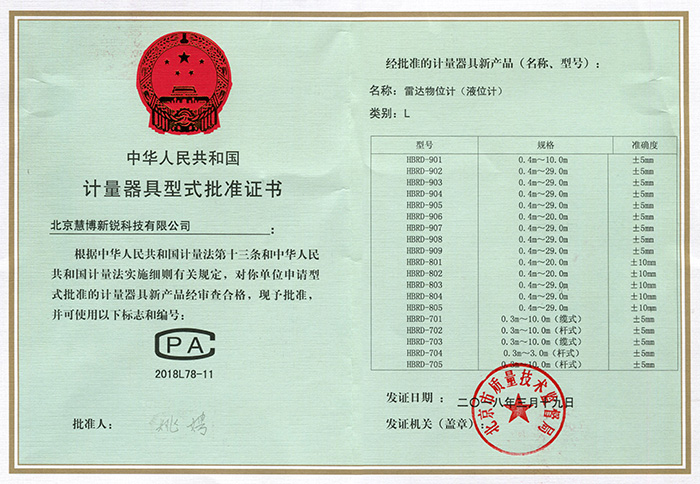 中华人民共和国
计量器具型式批准证书
北京慧博新锐科技有限公司 :
根据中华人民共和国计量法第十三条和中华人民
共和国计量法实施细则有关规定，对你单位申请型
式批准的计量器具新产品经审查合格，现予批准，
并可使用以下标志和编号：
CPA
2018L78-11
批准人：
经批准的计量器具新产品（名称、型号）：
名称：雷达物位计（液位计）
类别：L
型号 规格 准确度
HBRD-901 0.4m～10.0m ±5mm
HBRD-902 0.4m～29.0m ±5mm
HBRD-903 0.4m～29.0m ±5mm
HBRD-904 0.4m～29.0m ±5mm
HBRD-905 0.4m～29.0m ±5mm
HBRD-906 0.4m～20.0m ±5mm
HBRD-907 0.4m～29.0m ±5mm
HBRD-908 0.4m～29.0m ±5mm
HBRD-909 0.4m～29.0m ±5mm
HBRD-801 0.4m～20.0m ±10mm
HBRD-802 0.4m～20.0m ±10mm
HBRD-803 0.4m～29.0m ±10mm
HBRD-804 0.4m～29.0m ±10mm
HBRD-805 0.4m～29.0m ±10mm
HBRD-701 0.3m～10.0m（缆式） ±5mm
HBRD-702 0.3m～10.0m（杆式） ±5mm
HBRD-703 0.3m～10.0m（缆式） ±5mm
HBRD-704 0.3m～3.0m（杆式） ±5mm
HBRD-705 10.0m（杆式） ±5mm
发证日期：二〇一八年三月十九日
发证机关（盖章）：
北京市质量技术监督局